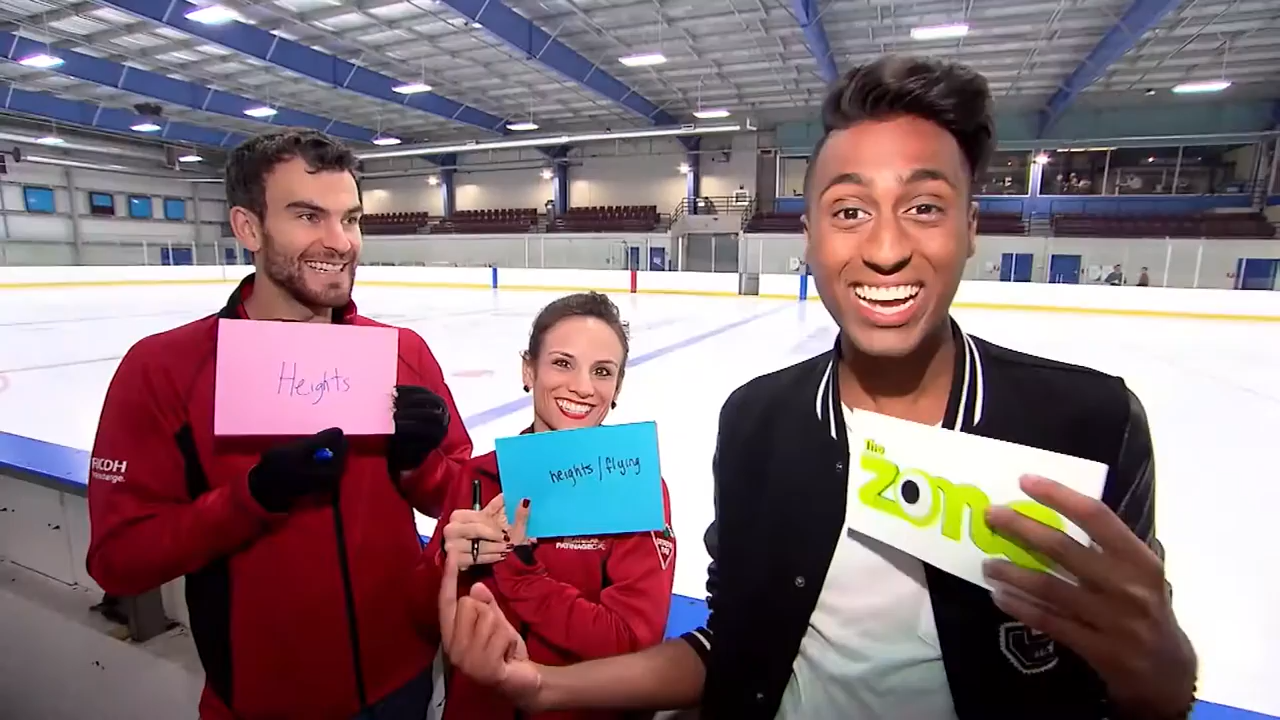 Heights
heights/flying
The
ZONE
RICOH
PATINAGE